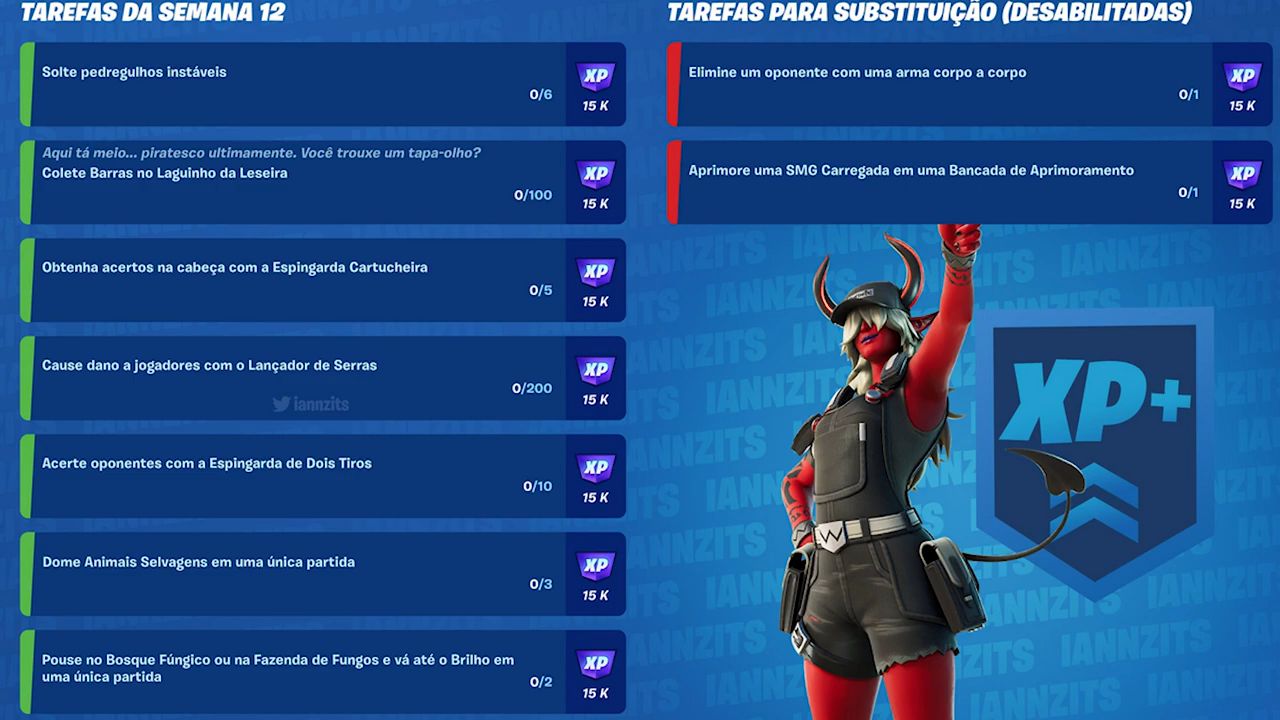 TAREFAS DA SEMANA 12
Solte pedregulhos instáveis
0/6
XP
15 K
Aqui tá meio... piratesco ultimamente. Você trouxe um tapa-olho?
Colete Barras no Laguinho da Leseira
0/100
XP
15 K
Obtenha acertos na cabeça com a Espingarda Cartucheira
0/5
XP
15 K
Cause dano a jogadores com o Lançador de Serras
0/200
iannzits
XP
15 K
Acerte oponentes com a Espingarda de Dois Tiros
0/10
XP
15 K
Dome Animais Selvagens em uma única partida
0/3
XP
15 K
Pouse no Bosque Fúngico ou na Fazenda de Fungos e vá até o Brilho em
uma única partida
0/2
XP
15 K
TAREFAS PARA SUBSTITUIÇÃO (DESABILITADAS)
Elimine um oponente com uma arma corpo a corpo
0/1
XP
15 K
Aprimore uma SMG Carregada em uma Bancada de Aprimoramento
0/1
XP
15 K
XP+
IANNZITS